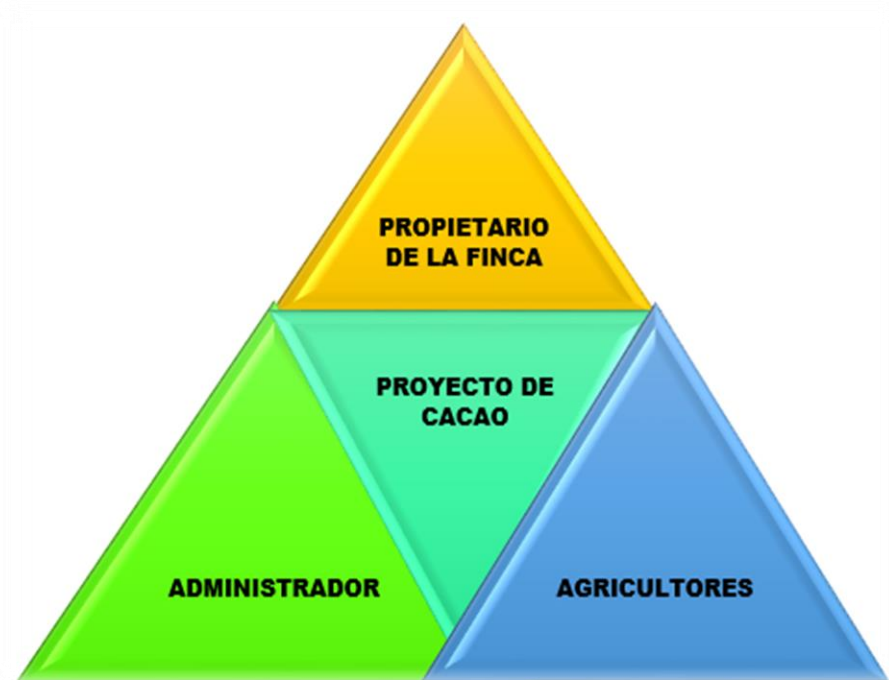 PROPIETARIO
DE LA FINCA
PROYECTO DE
CACAO
ADMINISTRADOR
AGRICULTORES